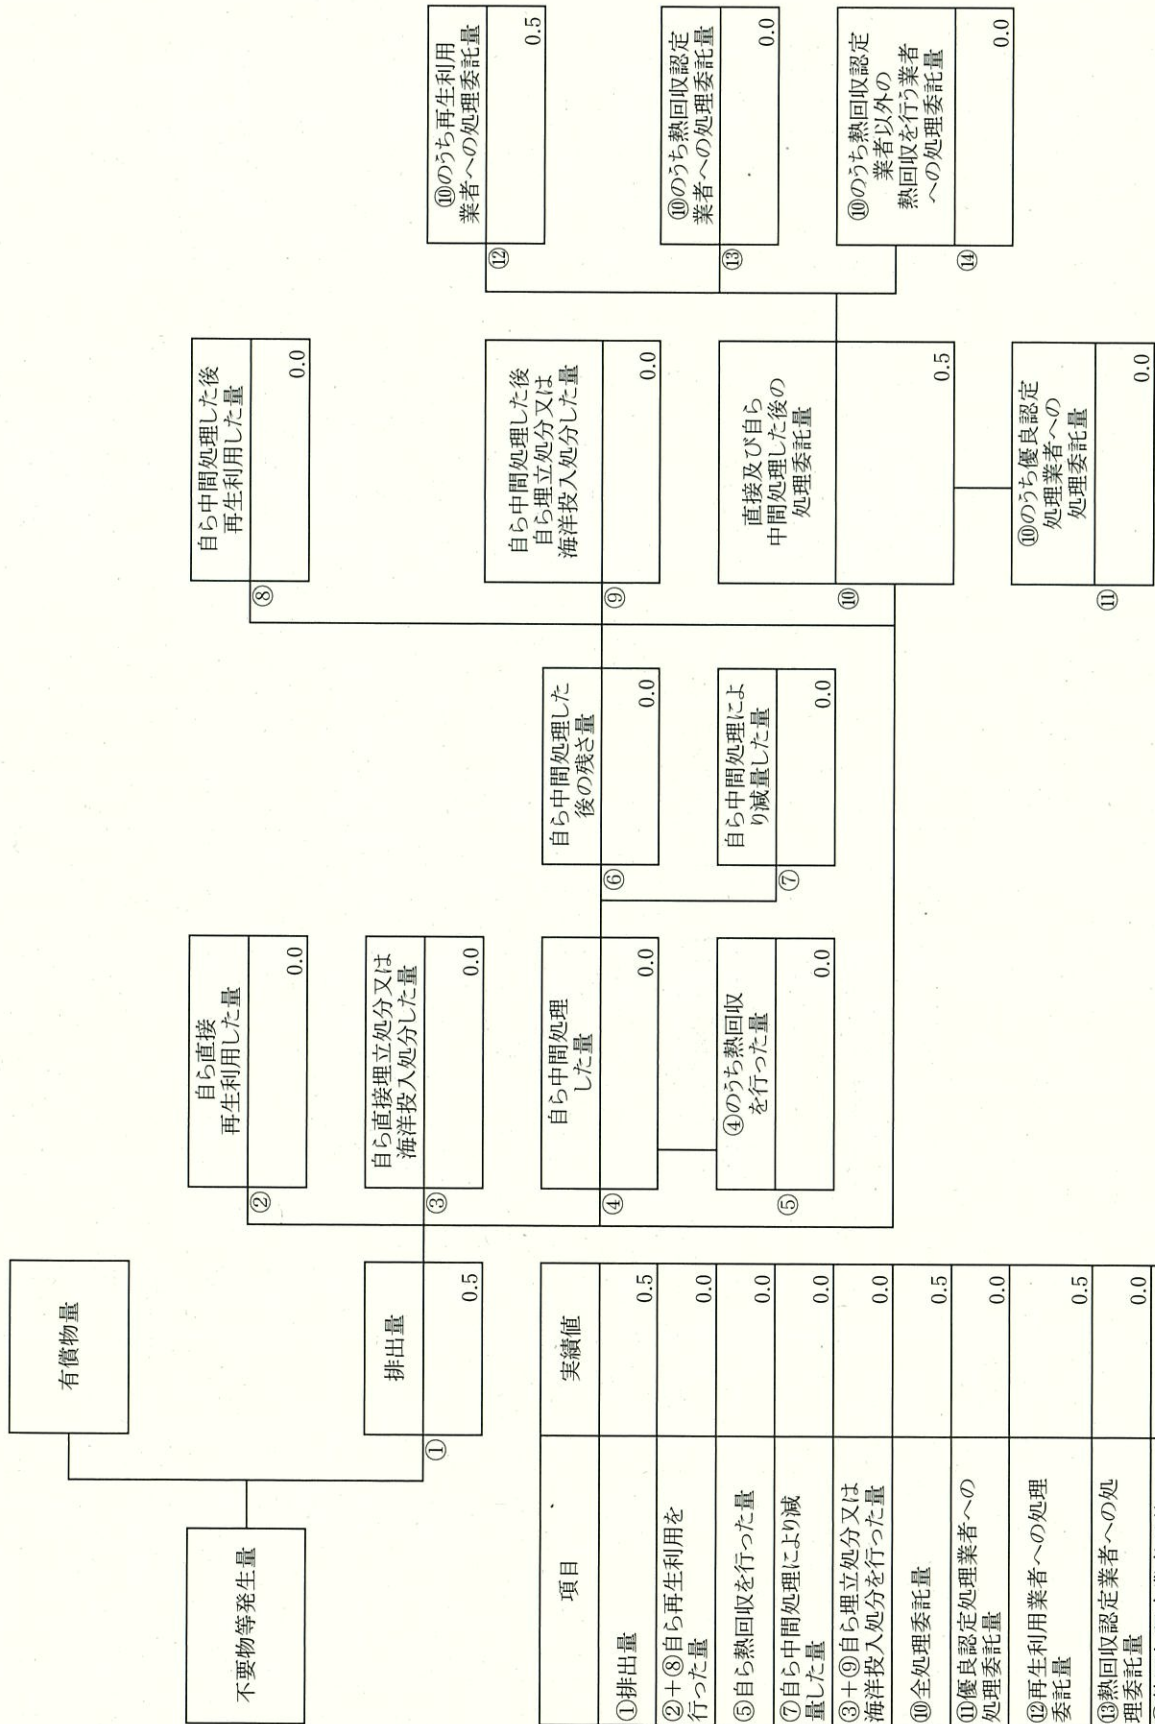 不要物等発生量
有償物量
①
排出量
0.5
②
自ら直接
再生利用した量
0.0
③
自ら直接埋立処分又は
海洋投入処分した量
0.0
④
自ら中間処理
した量
0.0
⑤
④のうち熱回収
を行った量
0.0
⑥
自ら中間処理した
後の残さ量
0.0
⑦
自ら中間処理によ
り減量した量
0.0
⑧
自ら中間処理した後
再生利用した量
0.0
⑨
自ら中間処理した後
自ら埋立処分又は
海洋投入処分した量
0.0
⑩
直接及び自ら
中間処理した後の
処理委託量
0.5
⑪
⑩のうち優良認定
処理業者への
処理委託量
0.0
⑫
⑩のうち再生利用
業者への処理委託量
0.5
⑬
⑩のうち熱回収認定
業者への処理委託量
0.0
⑭
⑩のうち熱回収認定
業者以外の
熱回収を行う業者
への処理委託量
0.0
項目
実績値
①排出量
0.5
②+⑧自ら再生利用を
行った量
0.0
⑤自ら熱回収を行った量
0.0
⑦自ら中間処理により減
量した量
0.0
③+⑨自ら埋立処分又は
海洋投入処分を行った量
0.0
⑩全処理委託量
0.5
⑪優良認定処理業者への
処理委託量
0.0
⑫再生利用業者への処理
委託量
0.5
⑬熱回収認定業者への処
理委託量
0.0